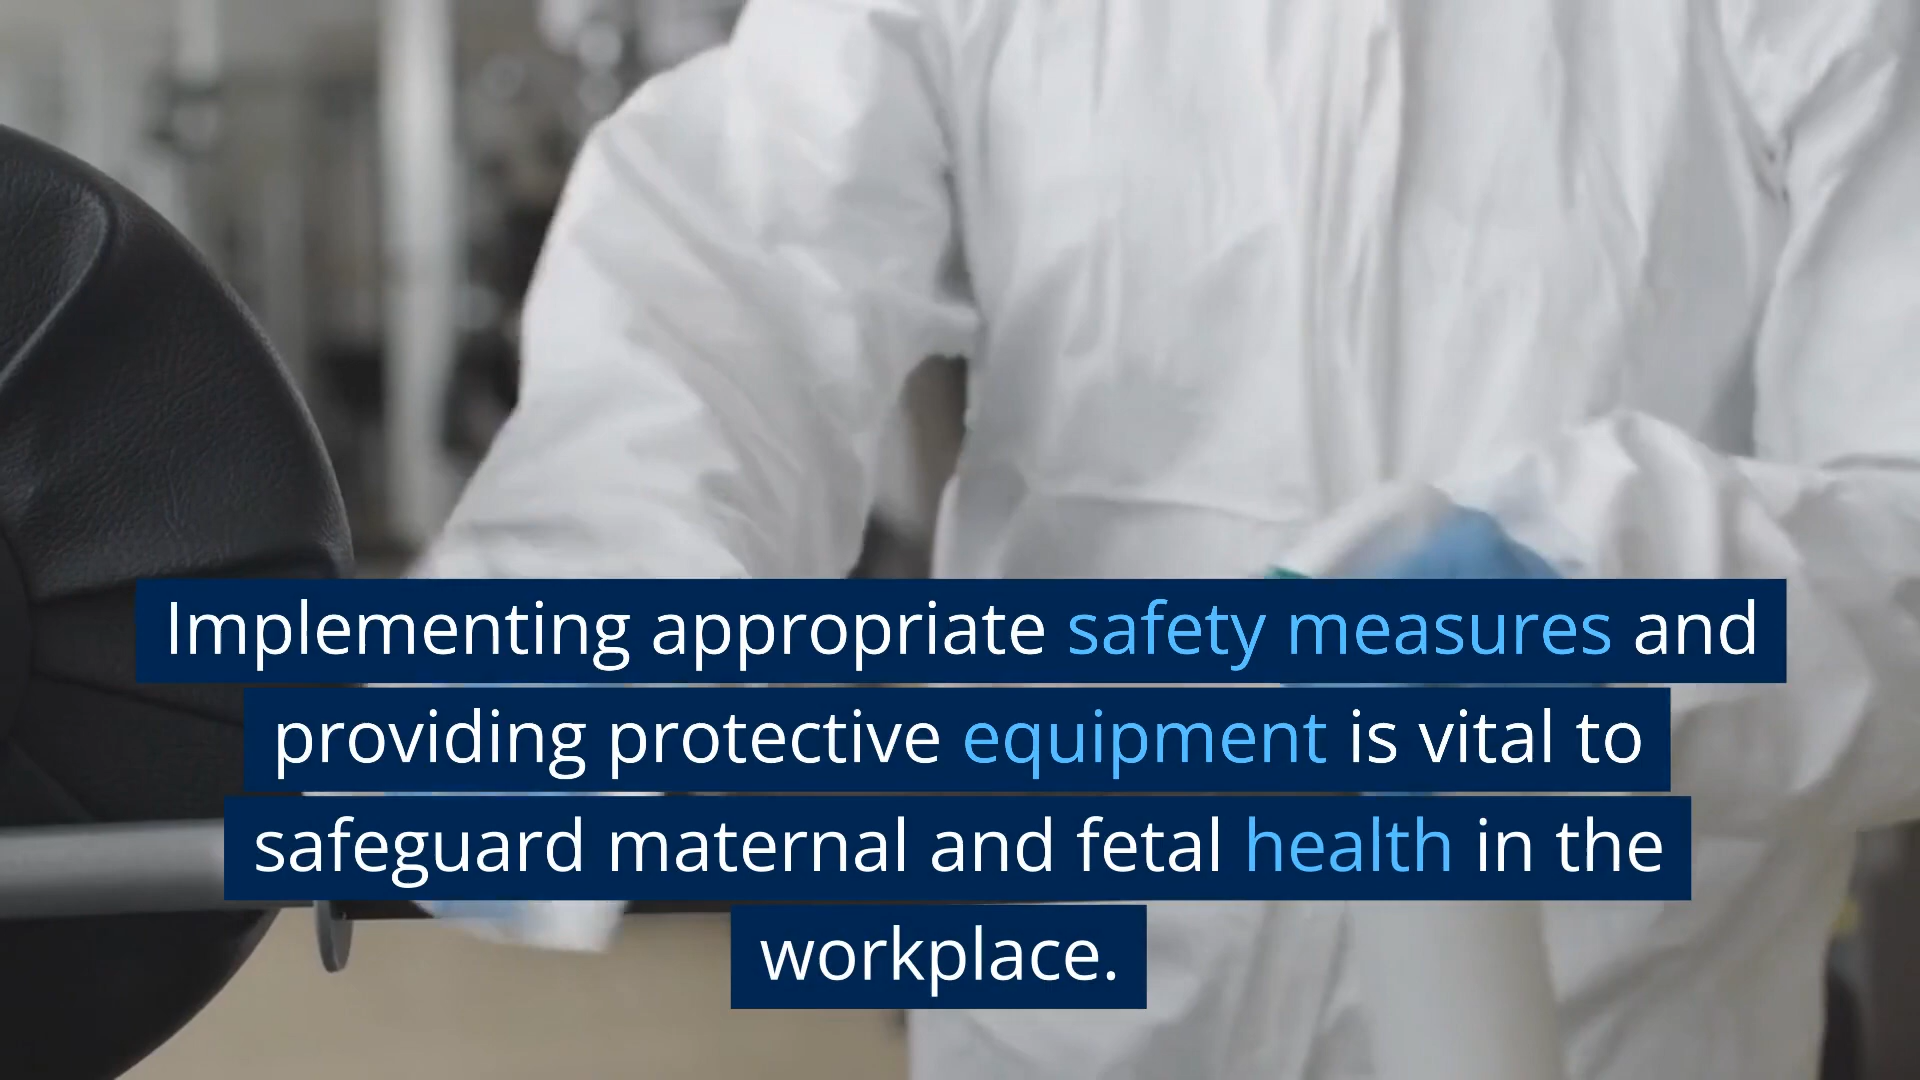 Implementing appropriate safety measures and
providing protective equipment is vital to
safeguard maternal and fetal health in the
workplace.